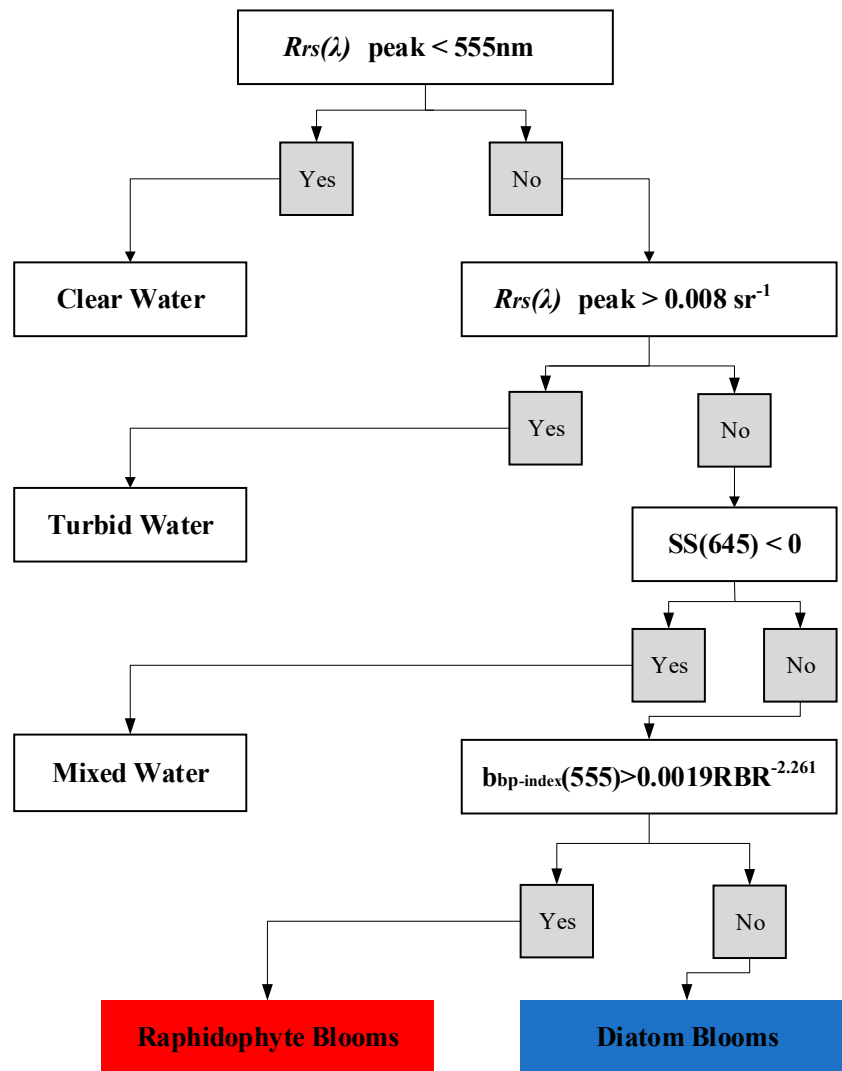 Rrs(λ) peak < 555nm
Yes
No
Clear Water
Rrs(λ) peak > 0.008 sr⁻¹
Yes
No
Turbid Water
SS(645) < 0
Yes
No
Mixed Water
bbp-index(555)>0.0019RBR⁻²·²⁶¹
Yes
No
Raphidophyte Blooms
Diatom Blooms